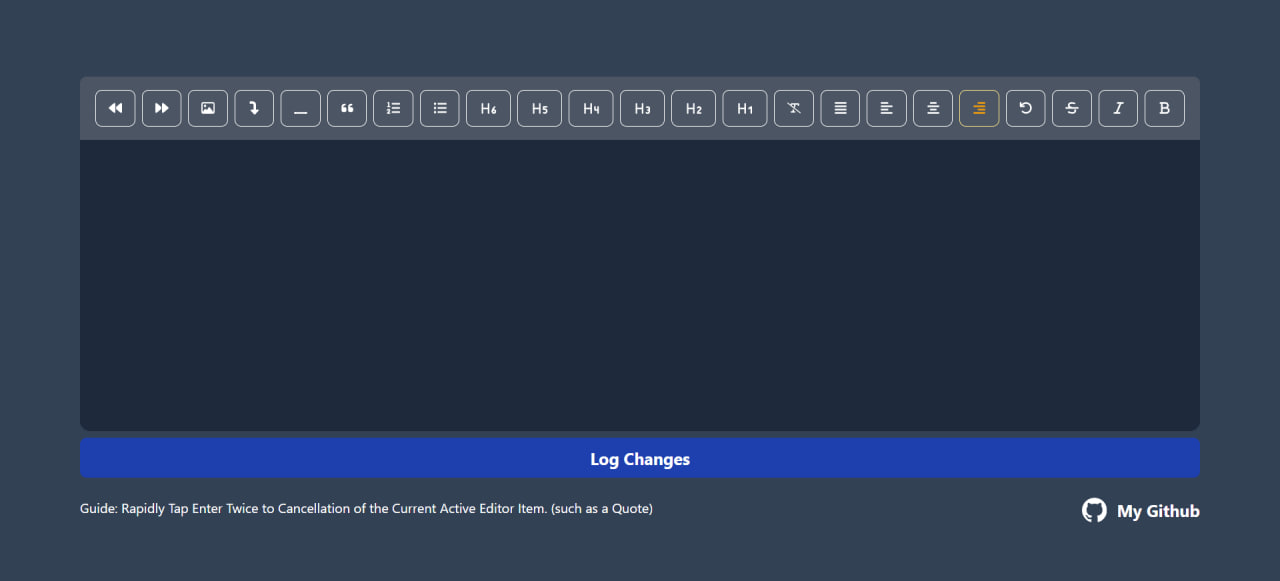 H6 H5 H4 H3 H2 H1 S I B
Log Changes
Guide: Rapidly Tap Enter Twice to Cancellation of the Current Active Editor Item. (such as a Quote)
My Github